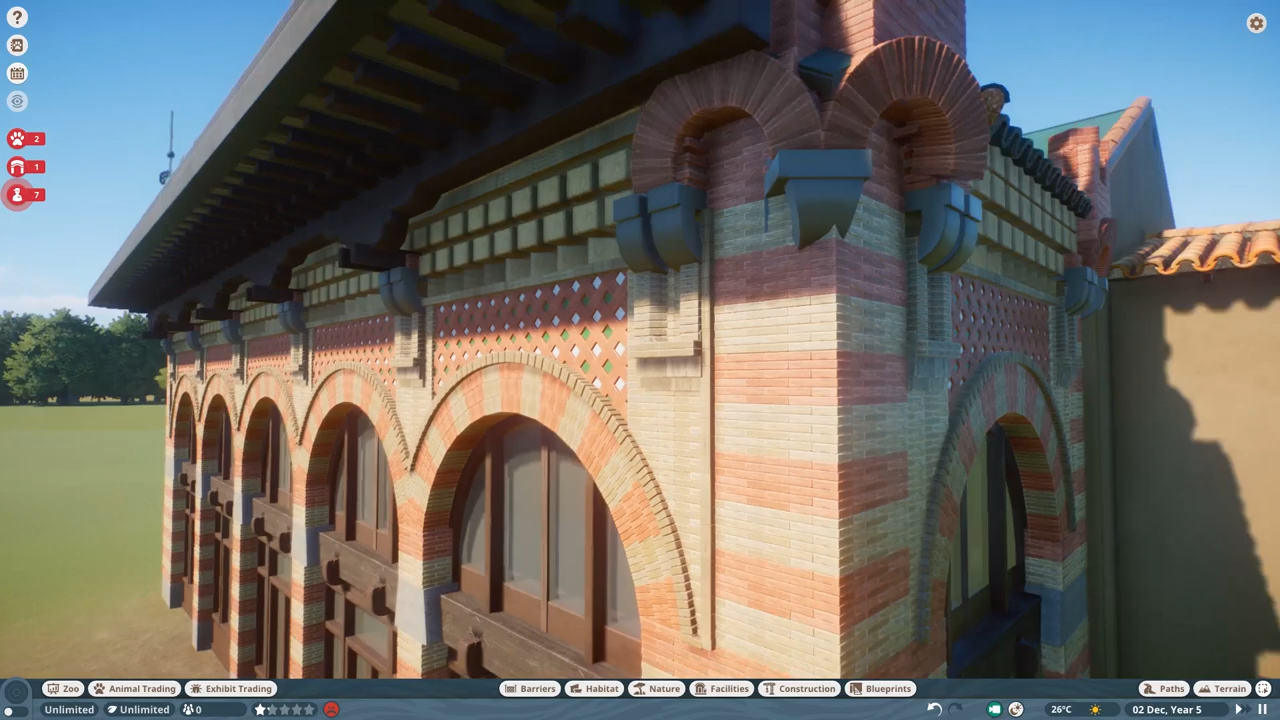 ?
2
1
7
Zoo
Animal Trading
Exhibit Trading
Barriers
Habitat
Nature
Facilities
Construction
Blueprints
Paths
Terrain
Unlimited
Unlimited
0
26°C
02 Dec, Year 5